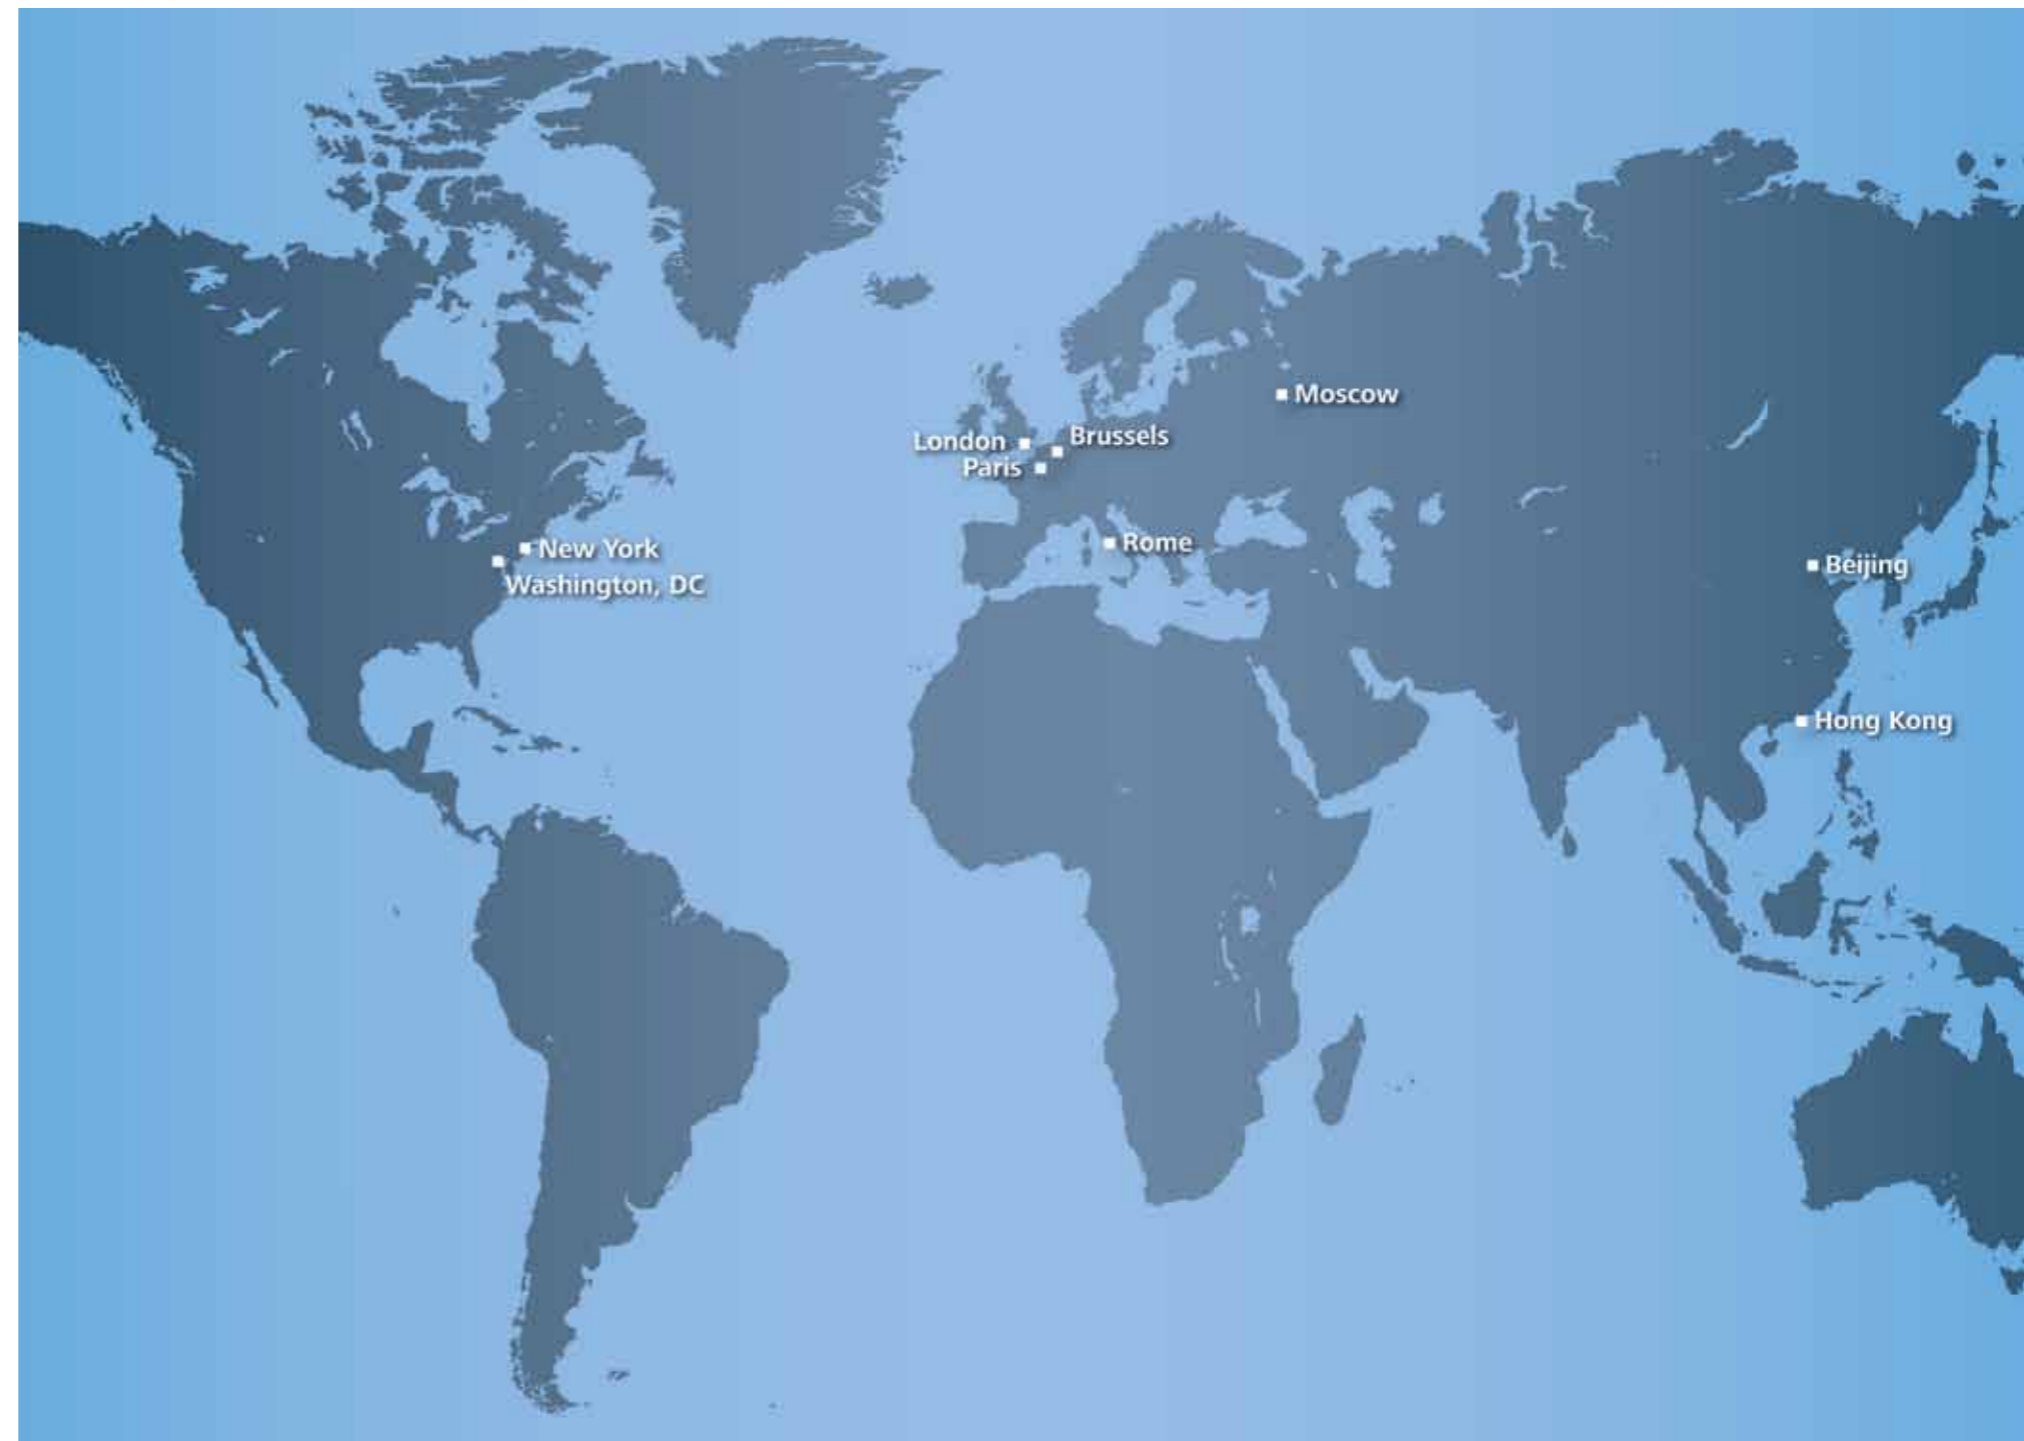 Moscow
London
Brussels
Paris
New York
Rome
Washington, DC
Beijing
Hong Kong